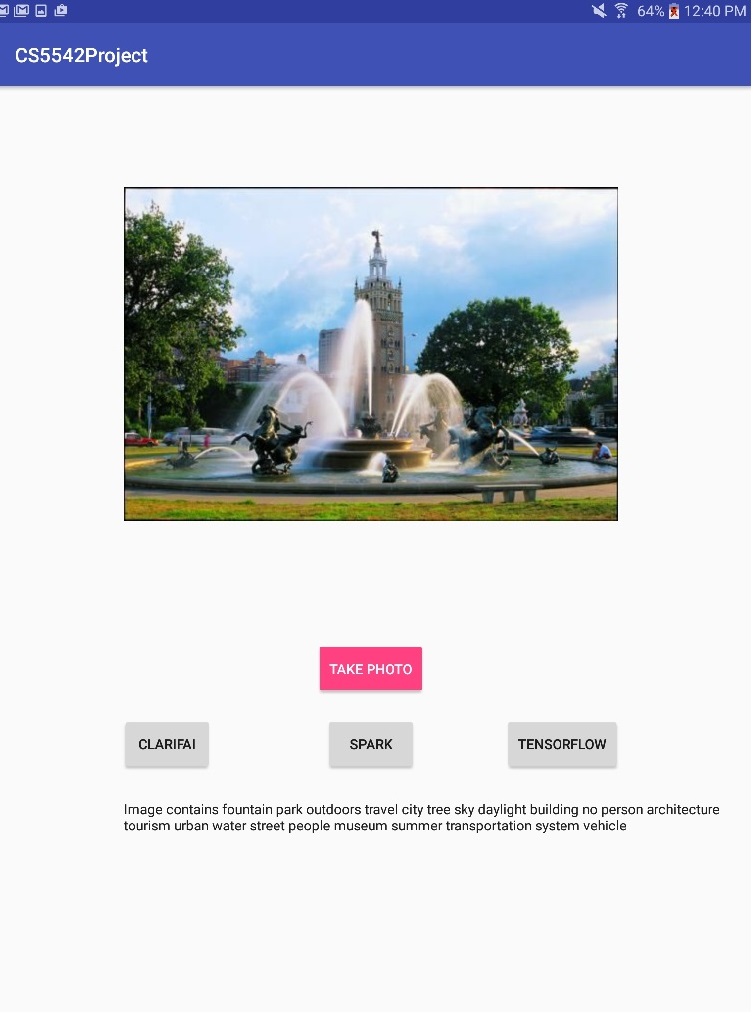 64% 12:40 PM
CS5542Project
TAKE PHOTO
CLARIFAI SPARK TENSORFLOW
Image contains fountain park outdoors travel city tree sky daylight building no person architecture
tourism urban water street people museum summer transportation system vehicle